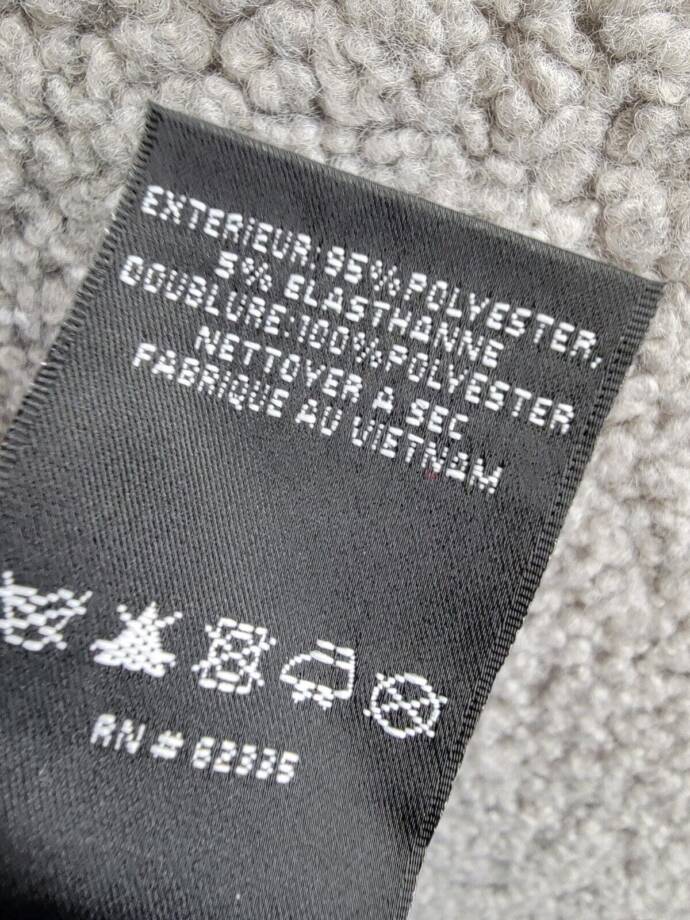 EXTERIEUR:95%POLYESTER,
5% ELASTHANNE
DOUBLURE:100%POLYESTER
NETTOYER A SEC
FABRIQUE AU VIETNAM
RN # 62335